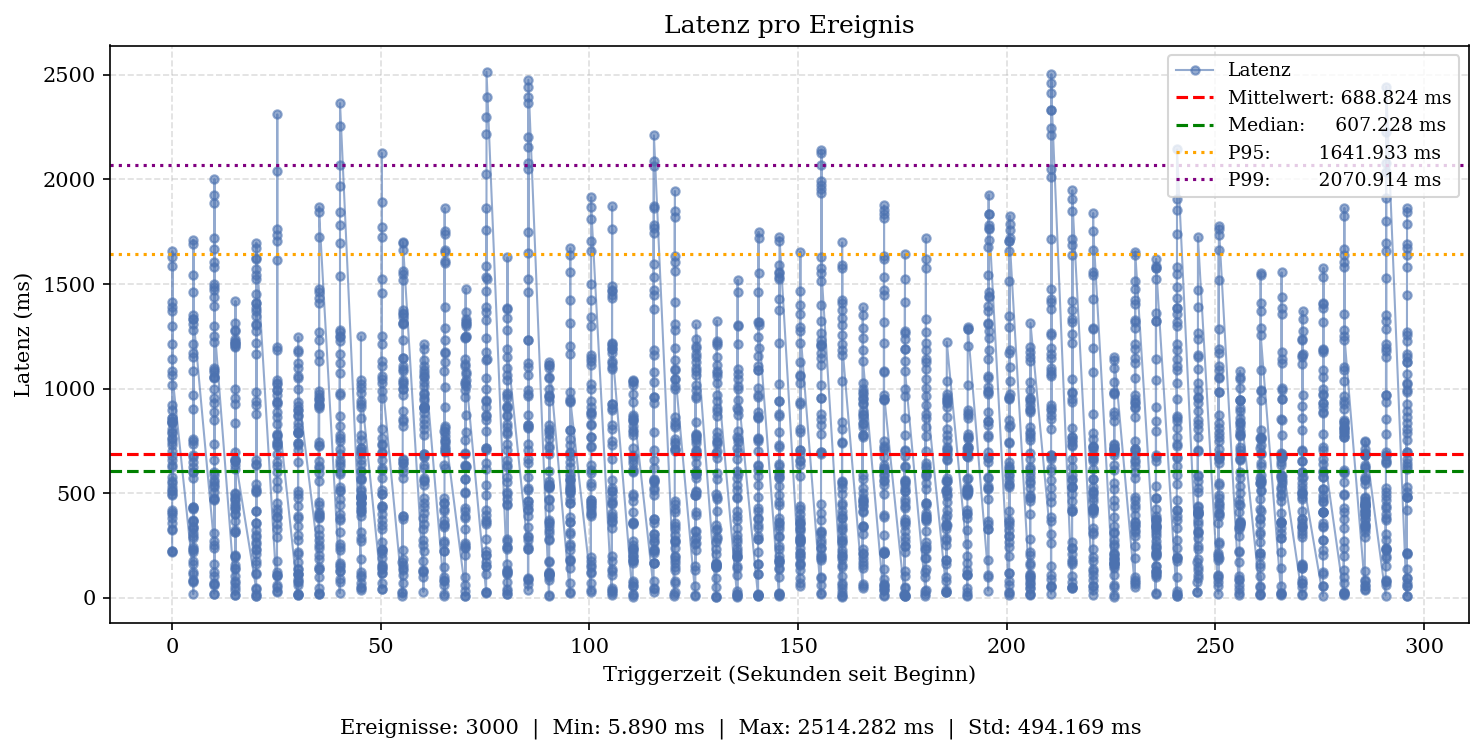 Latenz pro Ereignis
Latenz (ms)
2500
2000
1500
1000
500
0
Latenz
Mittelwert: 688.824 ms
Median: 607.228 ms
P95: 1641.933 ms
P99: 2070.914 ms
0 50 100 150 200 250 300
Triggerzeit (Sekunden seit Beginn)
Ereignisse: 3000 | Min: 5.890 ms | Max: 2514.282 ms | Std: 494.169 ms